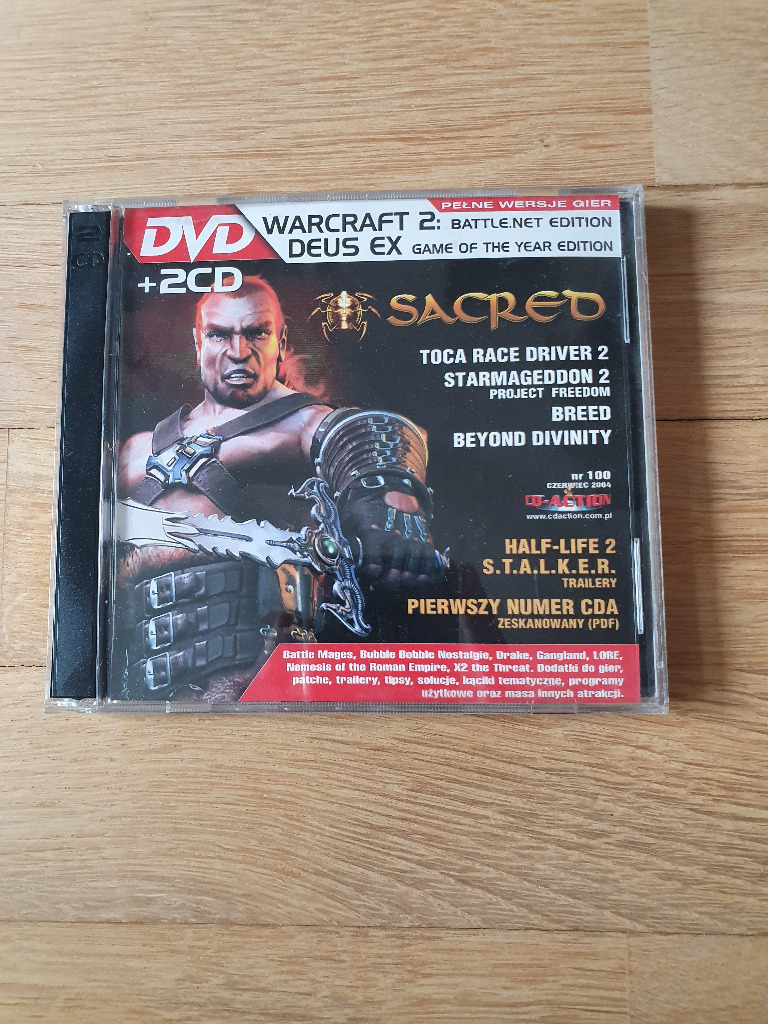 PEŁNE WERSJE GIER
DVD
+2CD
WARCRAFT 2: BATTLE.NET EDITION
DEUS EX GAME OF THE YEAR EDITION
SACRED
TOCA RACE DRIVER 2
STARMAGEDDON 2
PROJECT FREEDOM
BREED
BEYOND DIVINITY
nr 100
CZERWIEC 2004
CD-ACTION
www.cdaction.com.pl
HALF-LIFE 2
S.T.A.L.K.E.R.
TRAILERY
PIERWSZY NUMER CDA
ZESKANOWANY (PDF)
Battle Mages, Bubble Bobble Nostalgie, Drake, Gangland, LORE,
Nemesis of the Roman Empire, X2 the Threat. Dodatki do gier,
patche, trailery, tipsy, solucje, kąciki tematyczne, programy
użytkowe oraz masa innych atrakcji.
2
CD